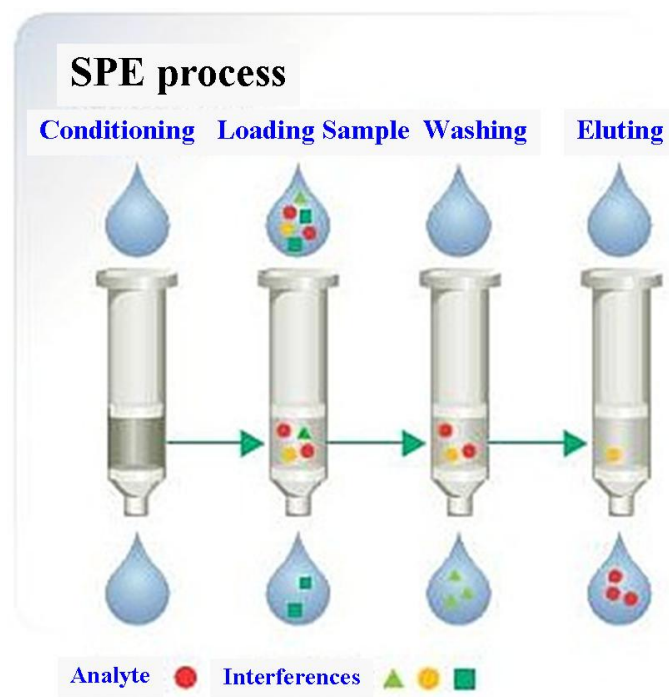 SPE process
Conditioning Loading Sample Washing Eluting
Analyte Interferences